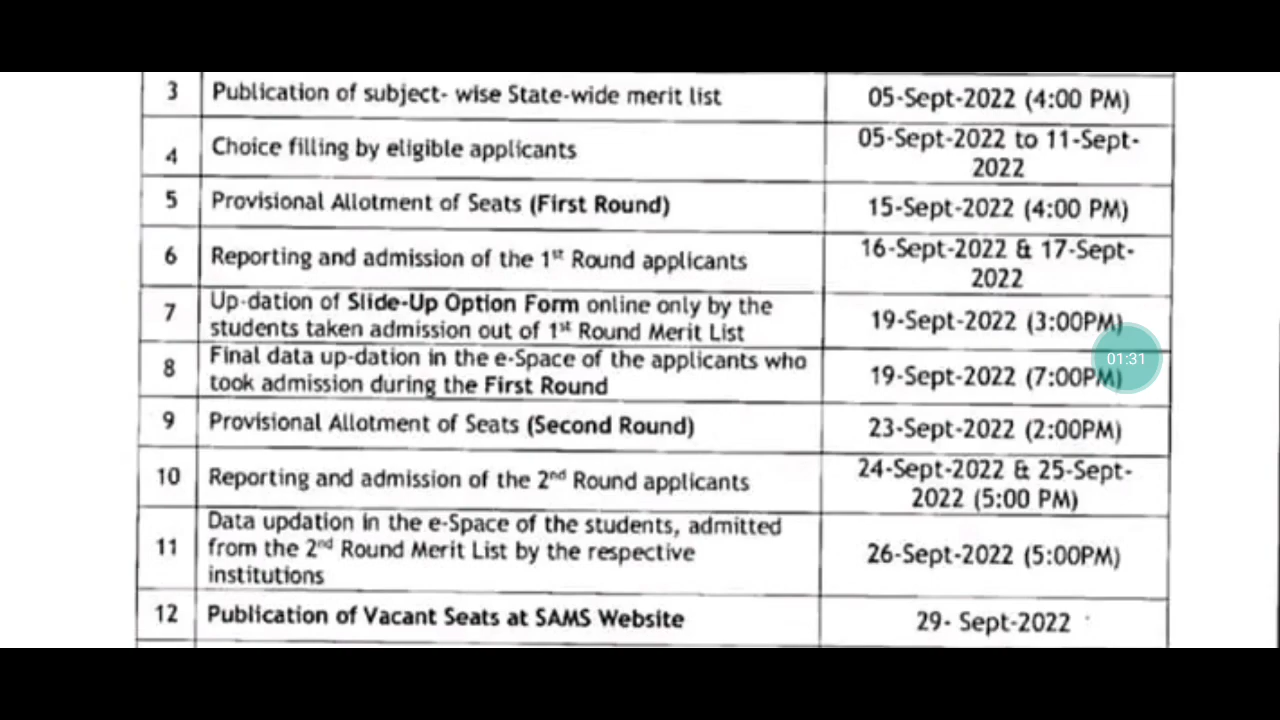 3 Publication of subject- wise State-wide merit list 05-Sept-2022 (4:00 PM)
4 Choice filling by eligible applicants 05-Sept-2022 to 11-Sept-
2022
5 Provisional Allotment of Seats (First Round) 15-Sept-2022 (4:00 PM)
6 Reporting and admission of the 1st Round applicants 16-Sept-2022 & 17-Sept-
2022
7 Up-dation of Slide-Up Option Form online only by the
students taken admission out of 1st Round Merit List 19-Sept-2022 (3:00PM)
8 Final data up-dation in the e-Space of the applicants who
took admission during the First Round 19-Sept-2022 (7:00PM)
01:31
9 Provisional Allotment of Seats (Second Round) 23-Sept-2022 (2:00PM)
10 Reporting and admission of the 2nd Round applicants 24-Sept-2022 & 25-Sept-
2022 (5:00 PM)
11 Data updation in the e-Space of the students, admitted
from the 2nd Round Merit List by the respective
institutions 26-Sept-2022 (5:00PM)
12 Publication of Vacant Seats at SAMS Website 29- Sept-2022